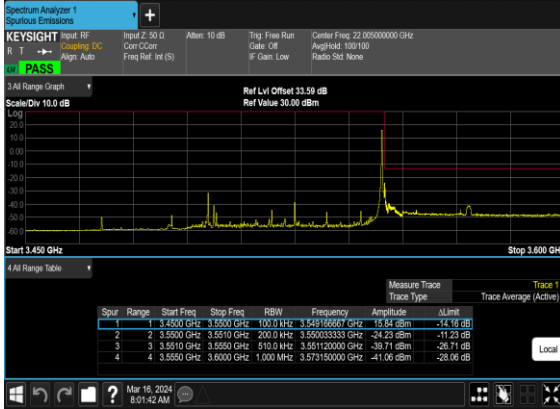 Spectrum Analyzer 1
Spurious Emissions
+
KEYSIGHT Input: RF Input Z: 50 Ω Atten: 10 dB Trig: Free Run Center Freq: 22.005000000 GHz
R T Coupling: DC Corr CCorr Gate: Off Avg|Hold: 100/100
Align: Auto Freq Ref: Int (S) IF Gain: Low Radio Std: None
PASS
3 All Range Graph
Ref Lvl Offset 33.59 dB
Scale/Div 10.0 dB Ref Value 30.00 dBm
Log
20.0
10.0
0.00
-10.0
-20.0
-30.0
-40.0
-50.0
-60.0
Start 3.450 GHz Stop 3.600 GH
4 All Range Table
Measure Trace Trace 1
Trace Type Trace Average (Active)
Spur Range Start Freq Stop Freq RBW Frequency Amplitude ΔLimit
1 1 3.4500 GHz 3.5500 GHz 100.0 kHz 3.549166667 GHz 15.84 dBm -14.16 dB
2 2 3.5500 GHz 3.5510 GHz 200.0 kHz 3.550033333 GHz -24.23 dBm -11.23 dB
3 3 3.5510 GHz 3.5550 GHz 510.0 kHz 3.551120000 GHz -39.71 dBm -26.71 dB
4 4 3.5550 GHz 3.6000 GHz 1.000 MHz 3.573150000 GHz -41.06 dBm -28.06 dB
Local
? Mar 16, 2024
8:01:42 AM